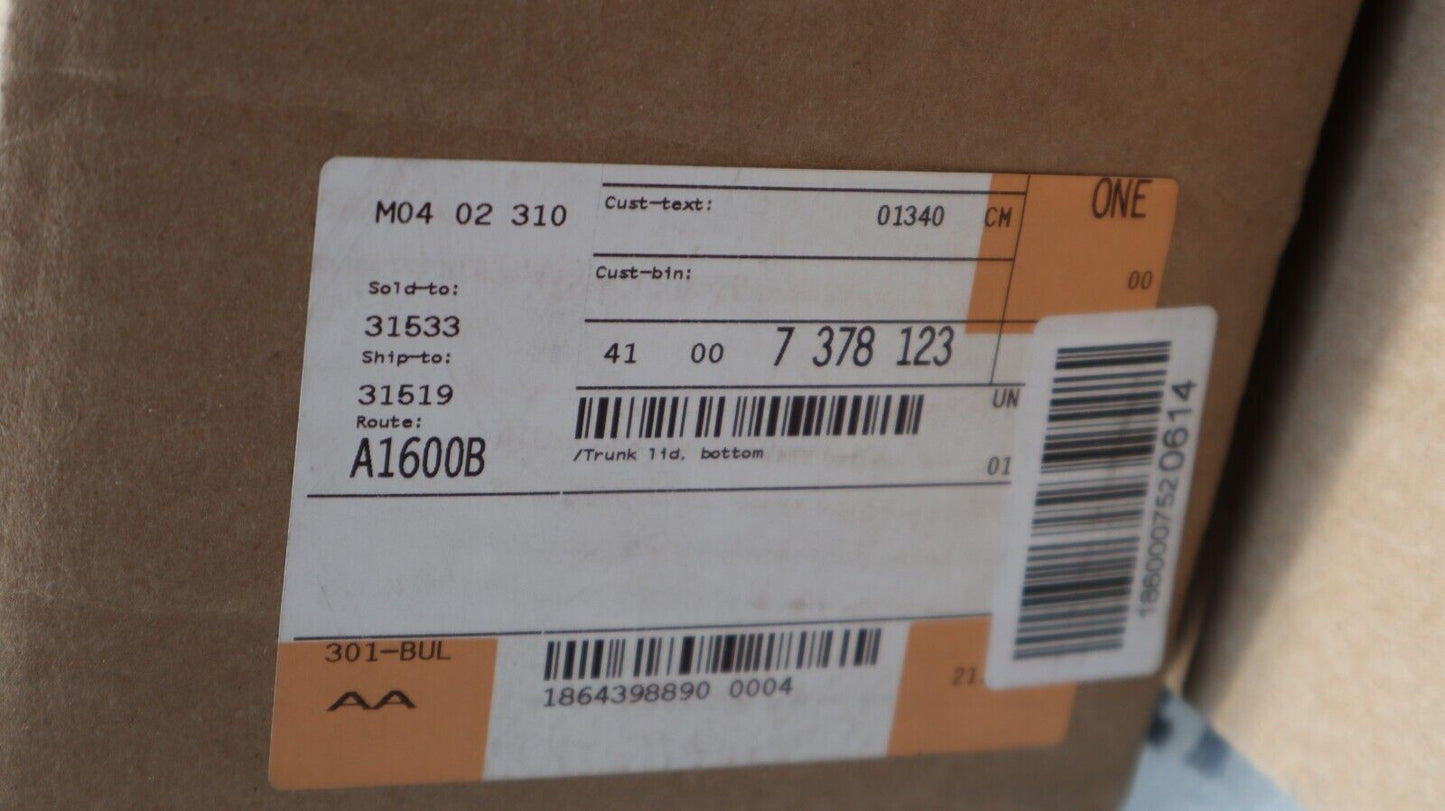 M04 02 310
Cust-text:
01340 CM
ONE
Cust-bin:
00
Sold-to:
31533
Ship-to:
31519
Route:
A1600B
41 00 7 378 123
UN
/Trunk lid, bottom
01
301-BUL
AA
1864398890 0004
21.
1860007520614